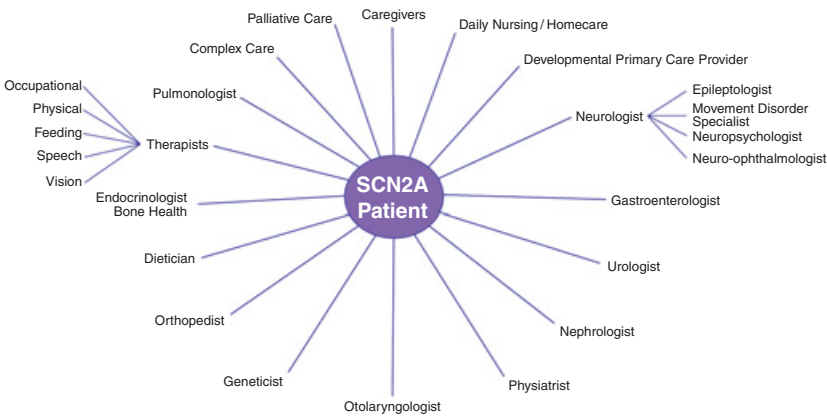 Palliative Care
Caregivers
Daily Nursing / Homecare
Complex Care
Developmental Primary Care Provider
Occupational
Physical
Feeding
Speech
Vision
Pulmonologist
Therapists
Neurologist
Epileptologist
Movement Disorder
Specialist
Neuropsychologist
Neuro-ophthalmologist
SCN2A
Patient
Endocrinologist
Bone Health
Gastroenterologist
Dietician
Urologist
Orthopedist
Nephrologist
Geneticist
Physiatrist
Otolaryngologist